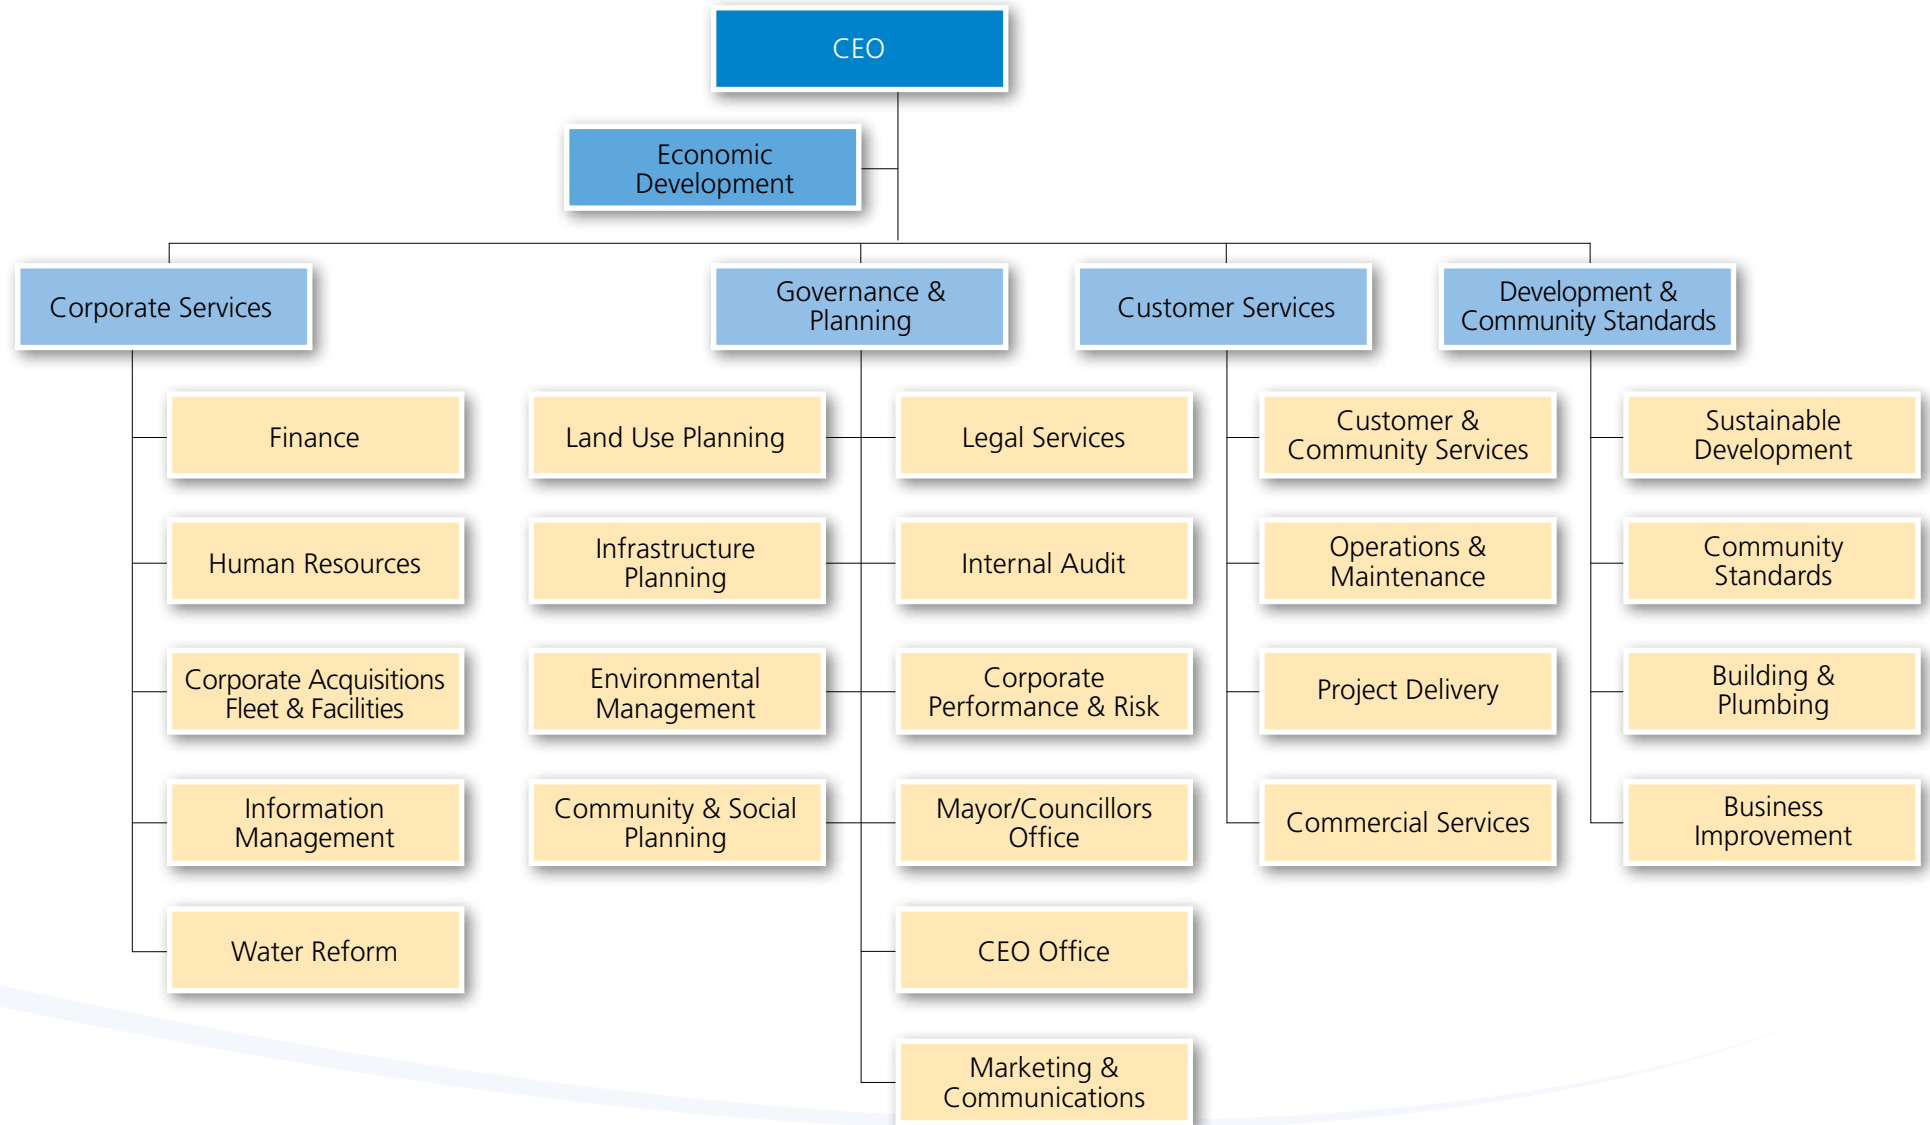 CEO
Economic
Development
Corporate Services
Governance &
Planning
Customer Services
Development &
Community Standards
Finance
Human Resources
Corporate Acquisitions
Fleet & Facilities
Information
Management
Water Reform
Land Use Planning
Infrastructure
Planning
Environmental
Management
Community & Social
Planning
Legal Services
Internal Audit
Corporate
Performance & Risk
Mayor/Councillors
Office
CEO Office
Marketing &
Communications
Customer &
Community Services
Operations &
Maintenance
Project Delivery
Commercial Services
Sustainable
Development
Community
Standards
Building &
Plumbing
Business
Improvement